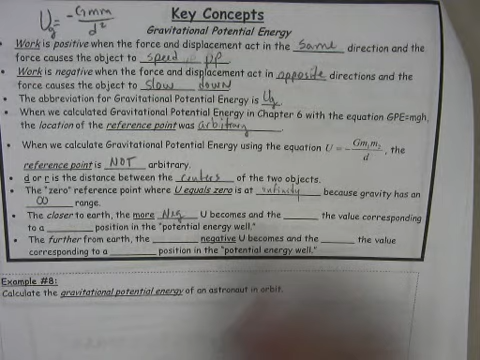 Ug = -Gmm
d²
Key Concepts
Gravitational Potential Energy
• Work is positive when the force and displacement act in the same direction and the
force causes the object to speed up
• Work is negative when the force and displacement act in opposite directions and the
force causes the object to slow down
• The abbreviation for Gravitational Potential Energy is Ug.
• When we calculated Gravitational Potential Energy in Chapter 6 with the equation GPE=mgh,
the location of the reference point was arbitrary.
• When we calculate Gravitational Potential Energy using the equation U = -Gm₁m₂/d, the
reference point is NOT arbitrary.
• d or r is the distance between the centers of the two objects.
• The "zero" reference point where U equals zero is at infinity because gravity has an
∞ range.
• The closer to earth, the more Neg U becomes and the ______ the value corresponding
to a ______ position in the "potential energy well."
• The further from earth, the ______ negative U becomes and the ______ the value
corresponding to a ______ position in the "potential energy well."
Example #8:
Calculate the gravitational potential energy of an astronaut in orbit.